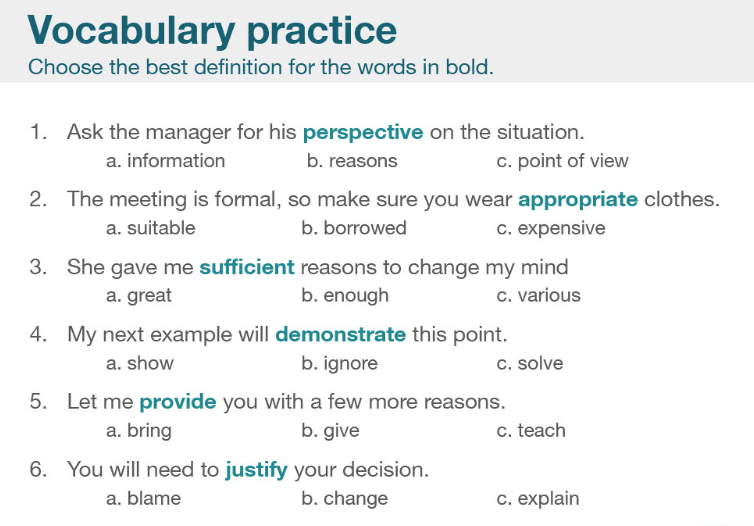 Vocabulary practice
Choose the best definition for the words in bold.
1. Ask the manager for his perspective on the situation.
a. information b. reasons c. point of view
2. The meeting is formal, so make sure you wear appropriate clothes.
a. suitable b. borrowed c. expensive
3. She gave me sufficient reasons to change my mind
a. great b. enough c. various
4. My next example will demonstrate this point.
a. show b. ignore c. solve
5. Let me provide you with a few more reasons.
a. bring b. give c. teach
6. You will need to justify your decision.
a. blame b. change c. explain